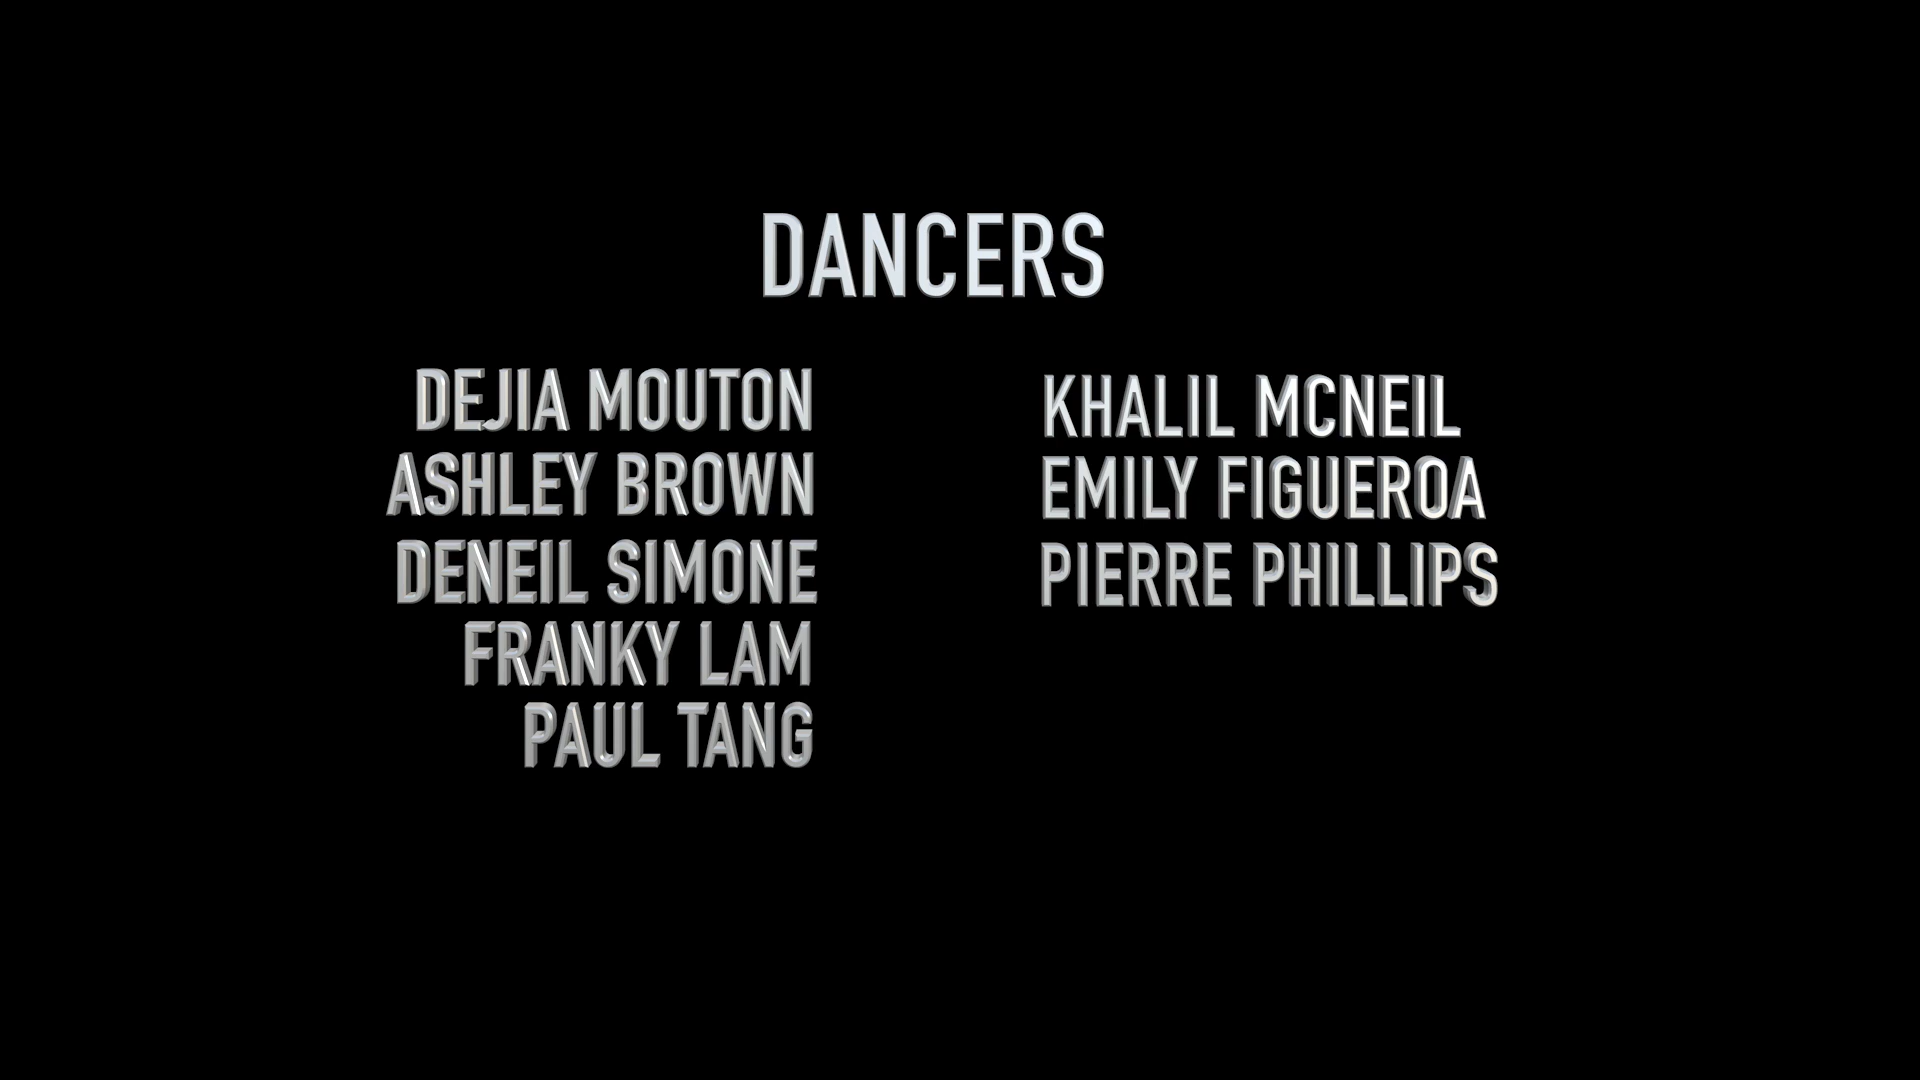 DANCERS
DEJIA MOUTON
ASHLEY BROWN
DENEIL SIMONE
FRANKY LAM
PAUL TANG
KHALIL MCNEIL
EMILY FIGUEROA
PIERRE PHILLIPS